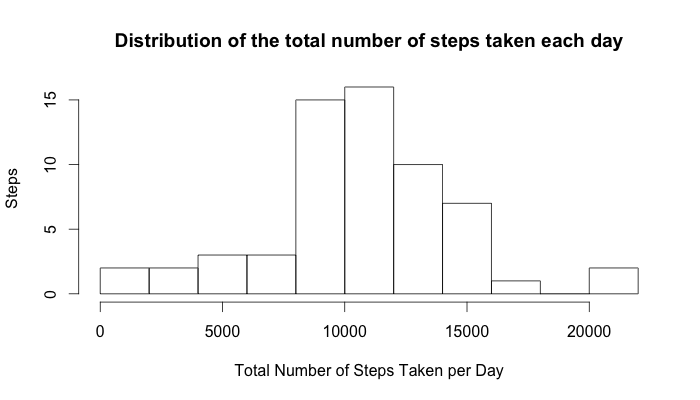 Distribution of the total number of steps taken each day
15
10
5
0
Steps
0 5000 10000 15000 20000
Total Number of Steps Taken per Day